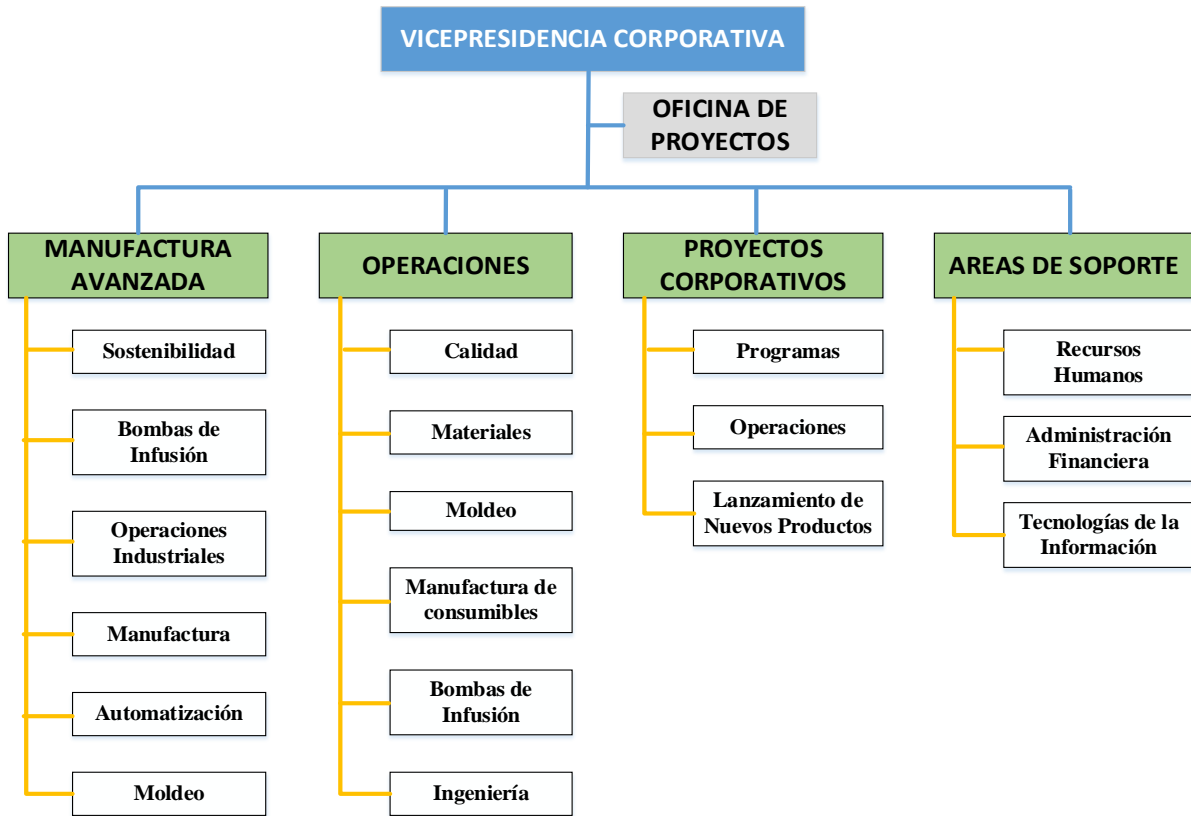 VICEPRESIDENCIA CORPORATIVA
OFICINA DE
PROYECTOS
MANUFACTURA
AVANZADA
Sostenibilidad
Bombas de
Infusión
Operaciones
Industriales
Manufactura
Automatización
Moldeo
OPERACIONES
Calidad
Materiales
Moldeo
Manufactura de
consumibles
Bombas de
Infusión
Ingeniería
PROYECTOS
CORPORATIVOS
Programas
Operaciones
Lanzamiento de
Nuevos Productos
AREAS DE SOPORTE
Recursos
Humanos
Administración
Financiera
Tecnologías de la
Información